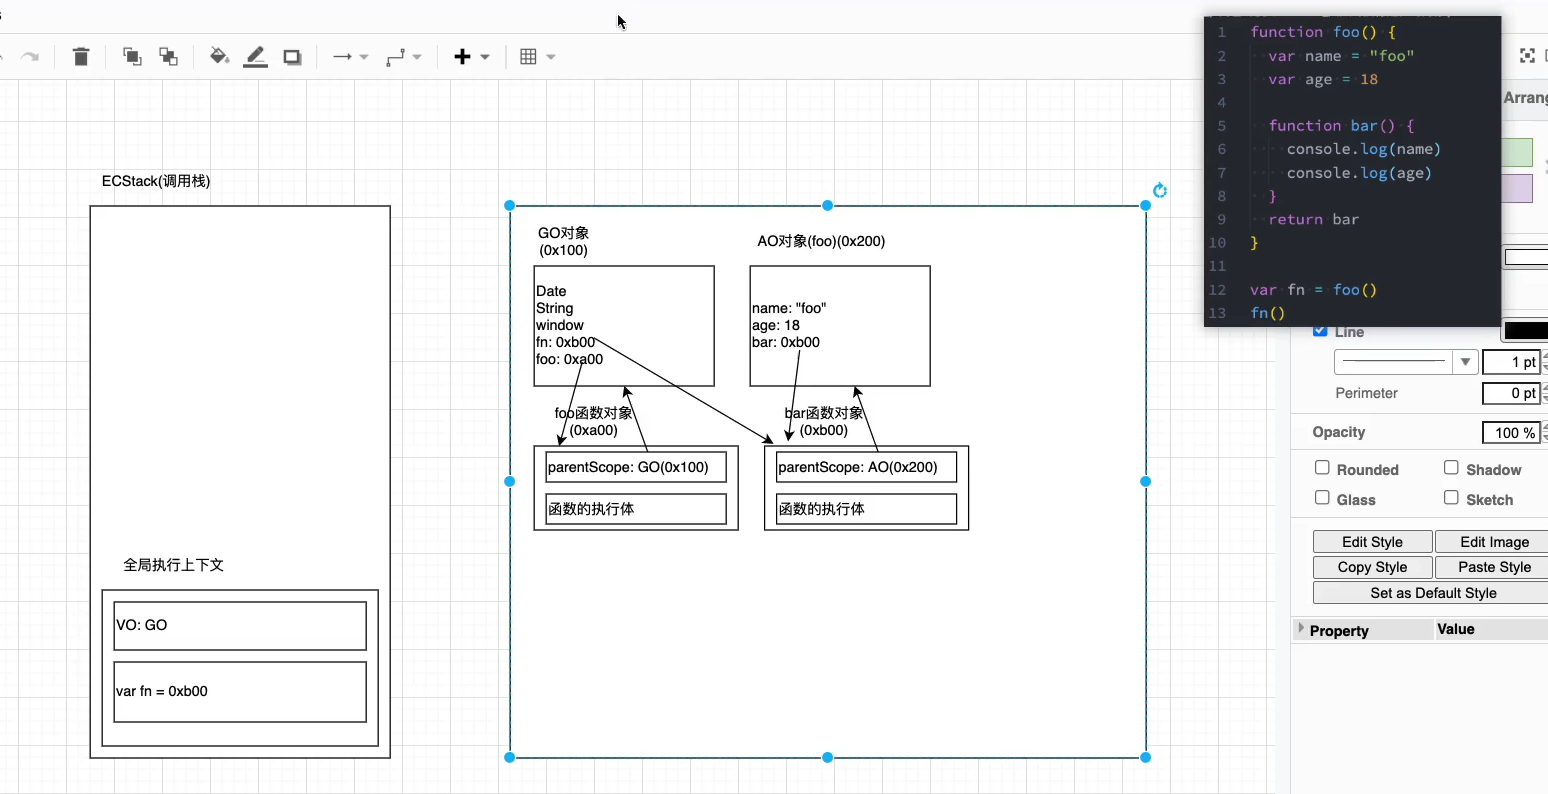 ECStack(调用栈)
全局执行上下文
VO: GO
var fn = 0xb00
GO对象
(0x100)
Date
String
window
fn: 0xb00
foo: 0xa00
AO对象(foo)(0x200)
name: "foo"
age: 18
bar: 0xb00
foo函数对象
(0xa00)
parentScope: GO(0x100)
函数的执行体
bar函数对象
(0xb00)
parentScope: AO(0x200)
函数的执行体
1 function foo() {
2 var name = "foo"
3 var age = 18
4
5 function bar() {
6 console.log(name)
7 console.log(age)
8 }
9 return bar
10 }
11
12 var fn = foo()
13 fn()
Line
1 pt
Perimeter
0 pt
Opacity
100 %
Rounded
Shadow
Glass
Sketch
Edit Style
Edit Image
Copy Style
Paste Style
Set as Default Style
Property
Value